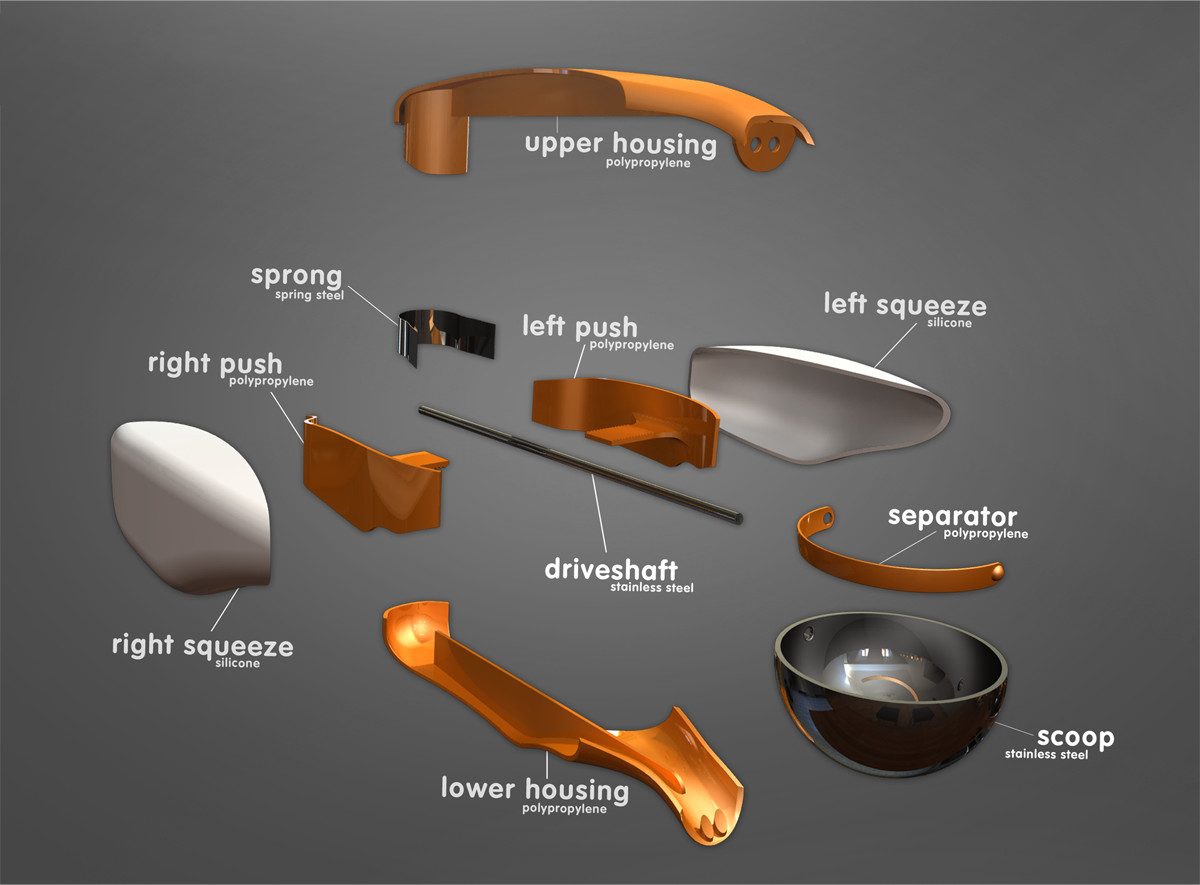 upper housing
polypropylene
sprong
spring steel
left squeeze
silicone
left push
polypropylene
right push
polypropylene
separator
polypropylene
driveshaft
stainless steel
right squeeze
silicone
scoop
stainless steel
lower housing
polypropylene